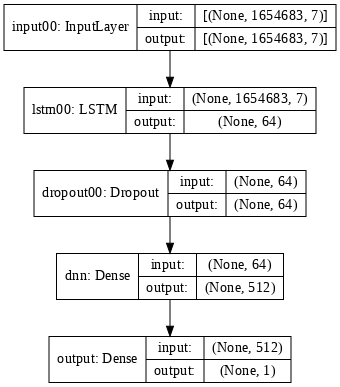 input00: InputLayer
input:
[(None, 1654683, 7)]
output:
[(None, 1654683, 7)]
lstm00: LSTM
input:
(None, 1654683, 7)
output:
(None, 64)
dropout00: Dropout
input:
(None, 64)
output:
(None, 64)
dnn: Dense
input:
(None, 64)
output:
(None, 512)
output: Dense
input:
(None, 512)
output:
(None, 1)